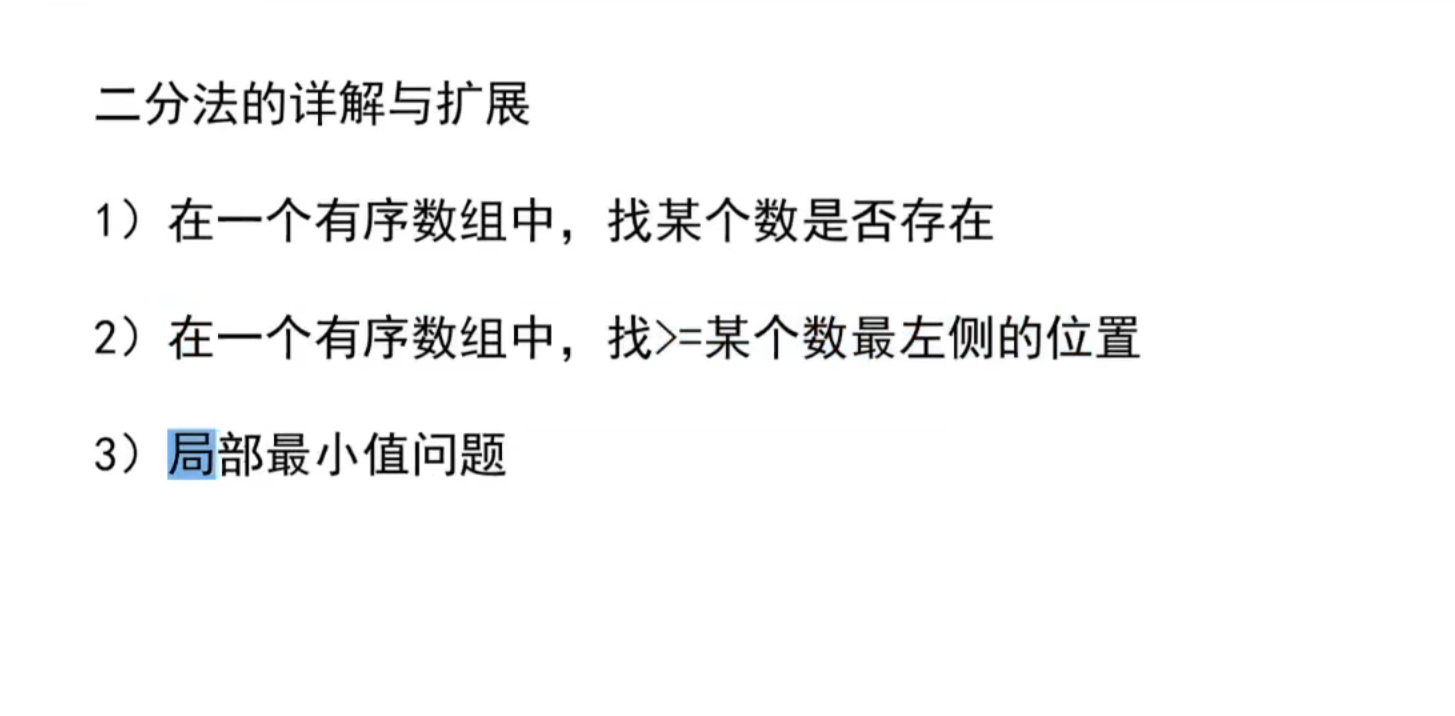 二分法的详解与扩展
1）在一个有序数组中，找某个数是否存在
2）在一个有序数组中，找>=某个数最左侧的位置
3）局部最小值问题